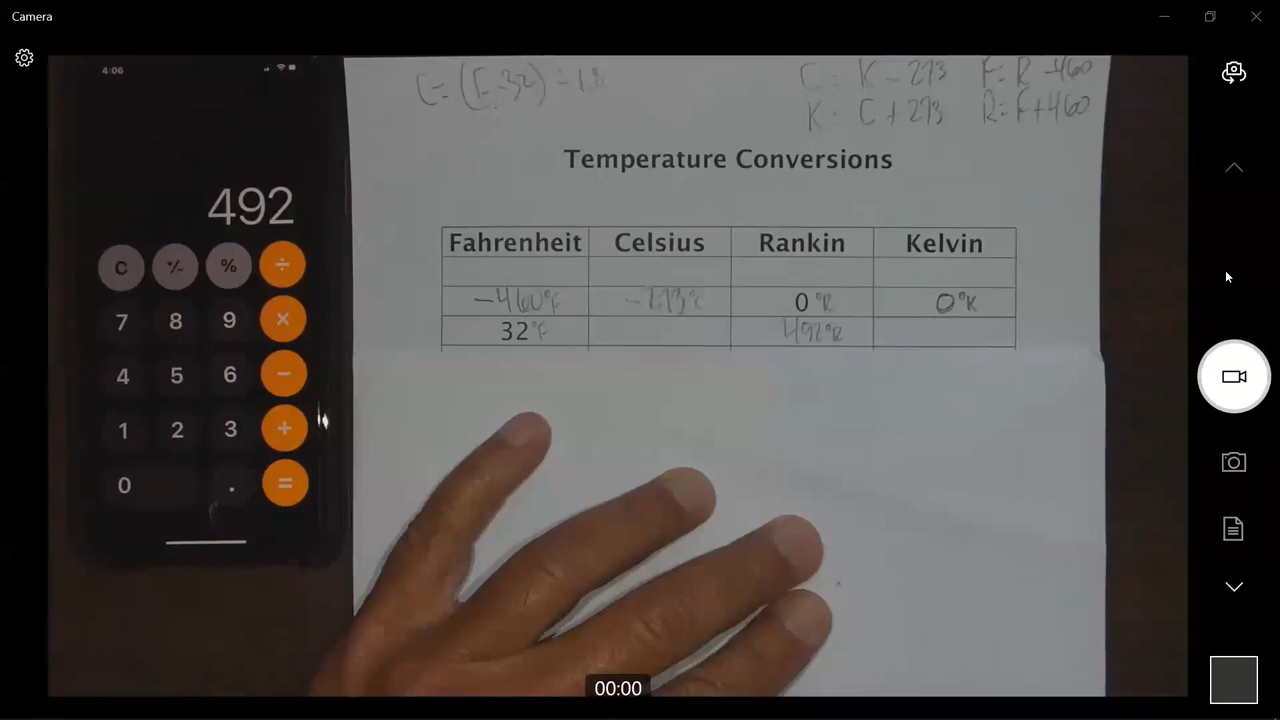 Camera
4:06
C = (F-32) ÷ 1.8
C = K - 273 F = R - 460
K = C + 273 R = F + 460
Temperature Conversions
492
Fahrenheit Celsius Rankin Kelvin
-460°F -273°C 0°R 0°K
32°F 492°R
C +/- % ÷
7 8 9 ×
4 5 6 −
1 2 3 +
0 . =
00:00